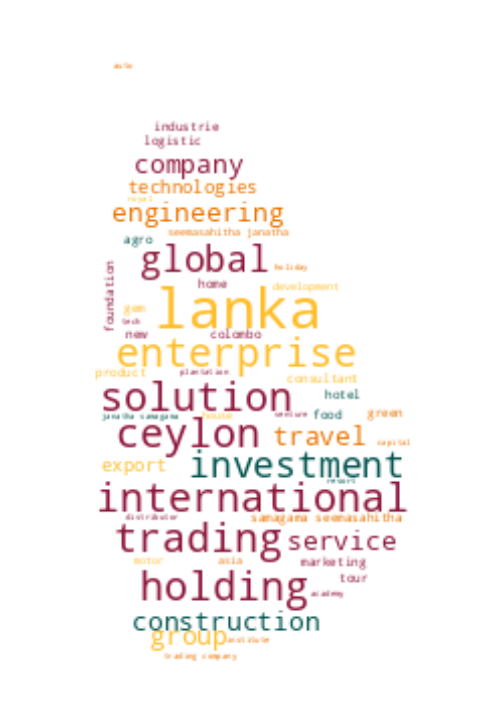 auto
industrie
logistic
company
technologies
royal
engineering
seemasahitha janatha
agro
global
holiday
foundation
home
development
lanka
gem
tech
new
colombo
enterprise
product
plantation
consultant
solution
hotel
janatha samagama
house
venture
food
green
ceylon
travel
capital
export
investment
resort
international
distributor
samagama seemasahitha
trading
service
motor
asia
marketing
tour
holding
academy
construction
group
institute
trading company